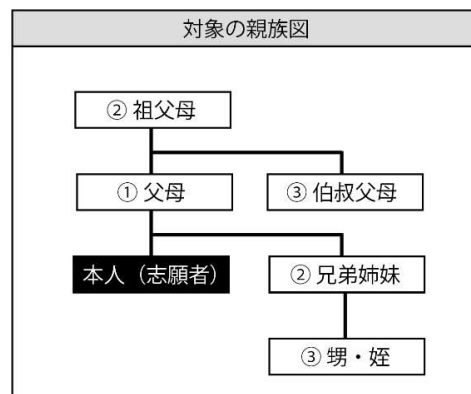 対象の親族図
② 祖父母
① 父母
③ 伯叔父母
本人（志願者）
② 兄弟姉妹
③ 甥・姪